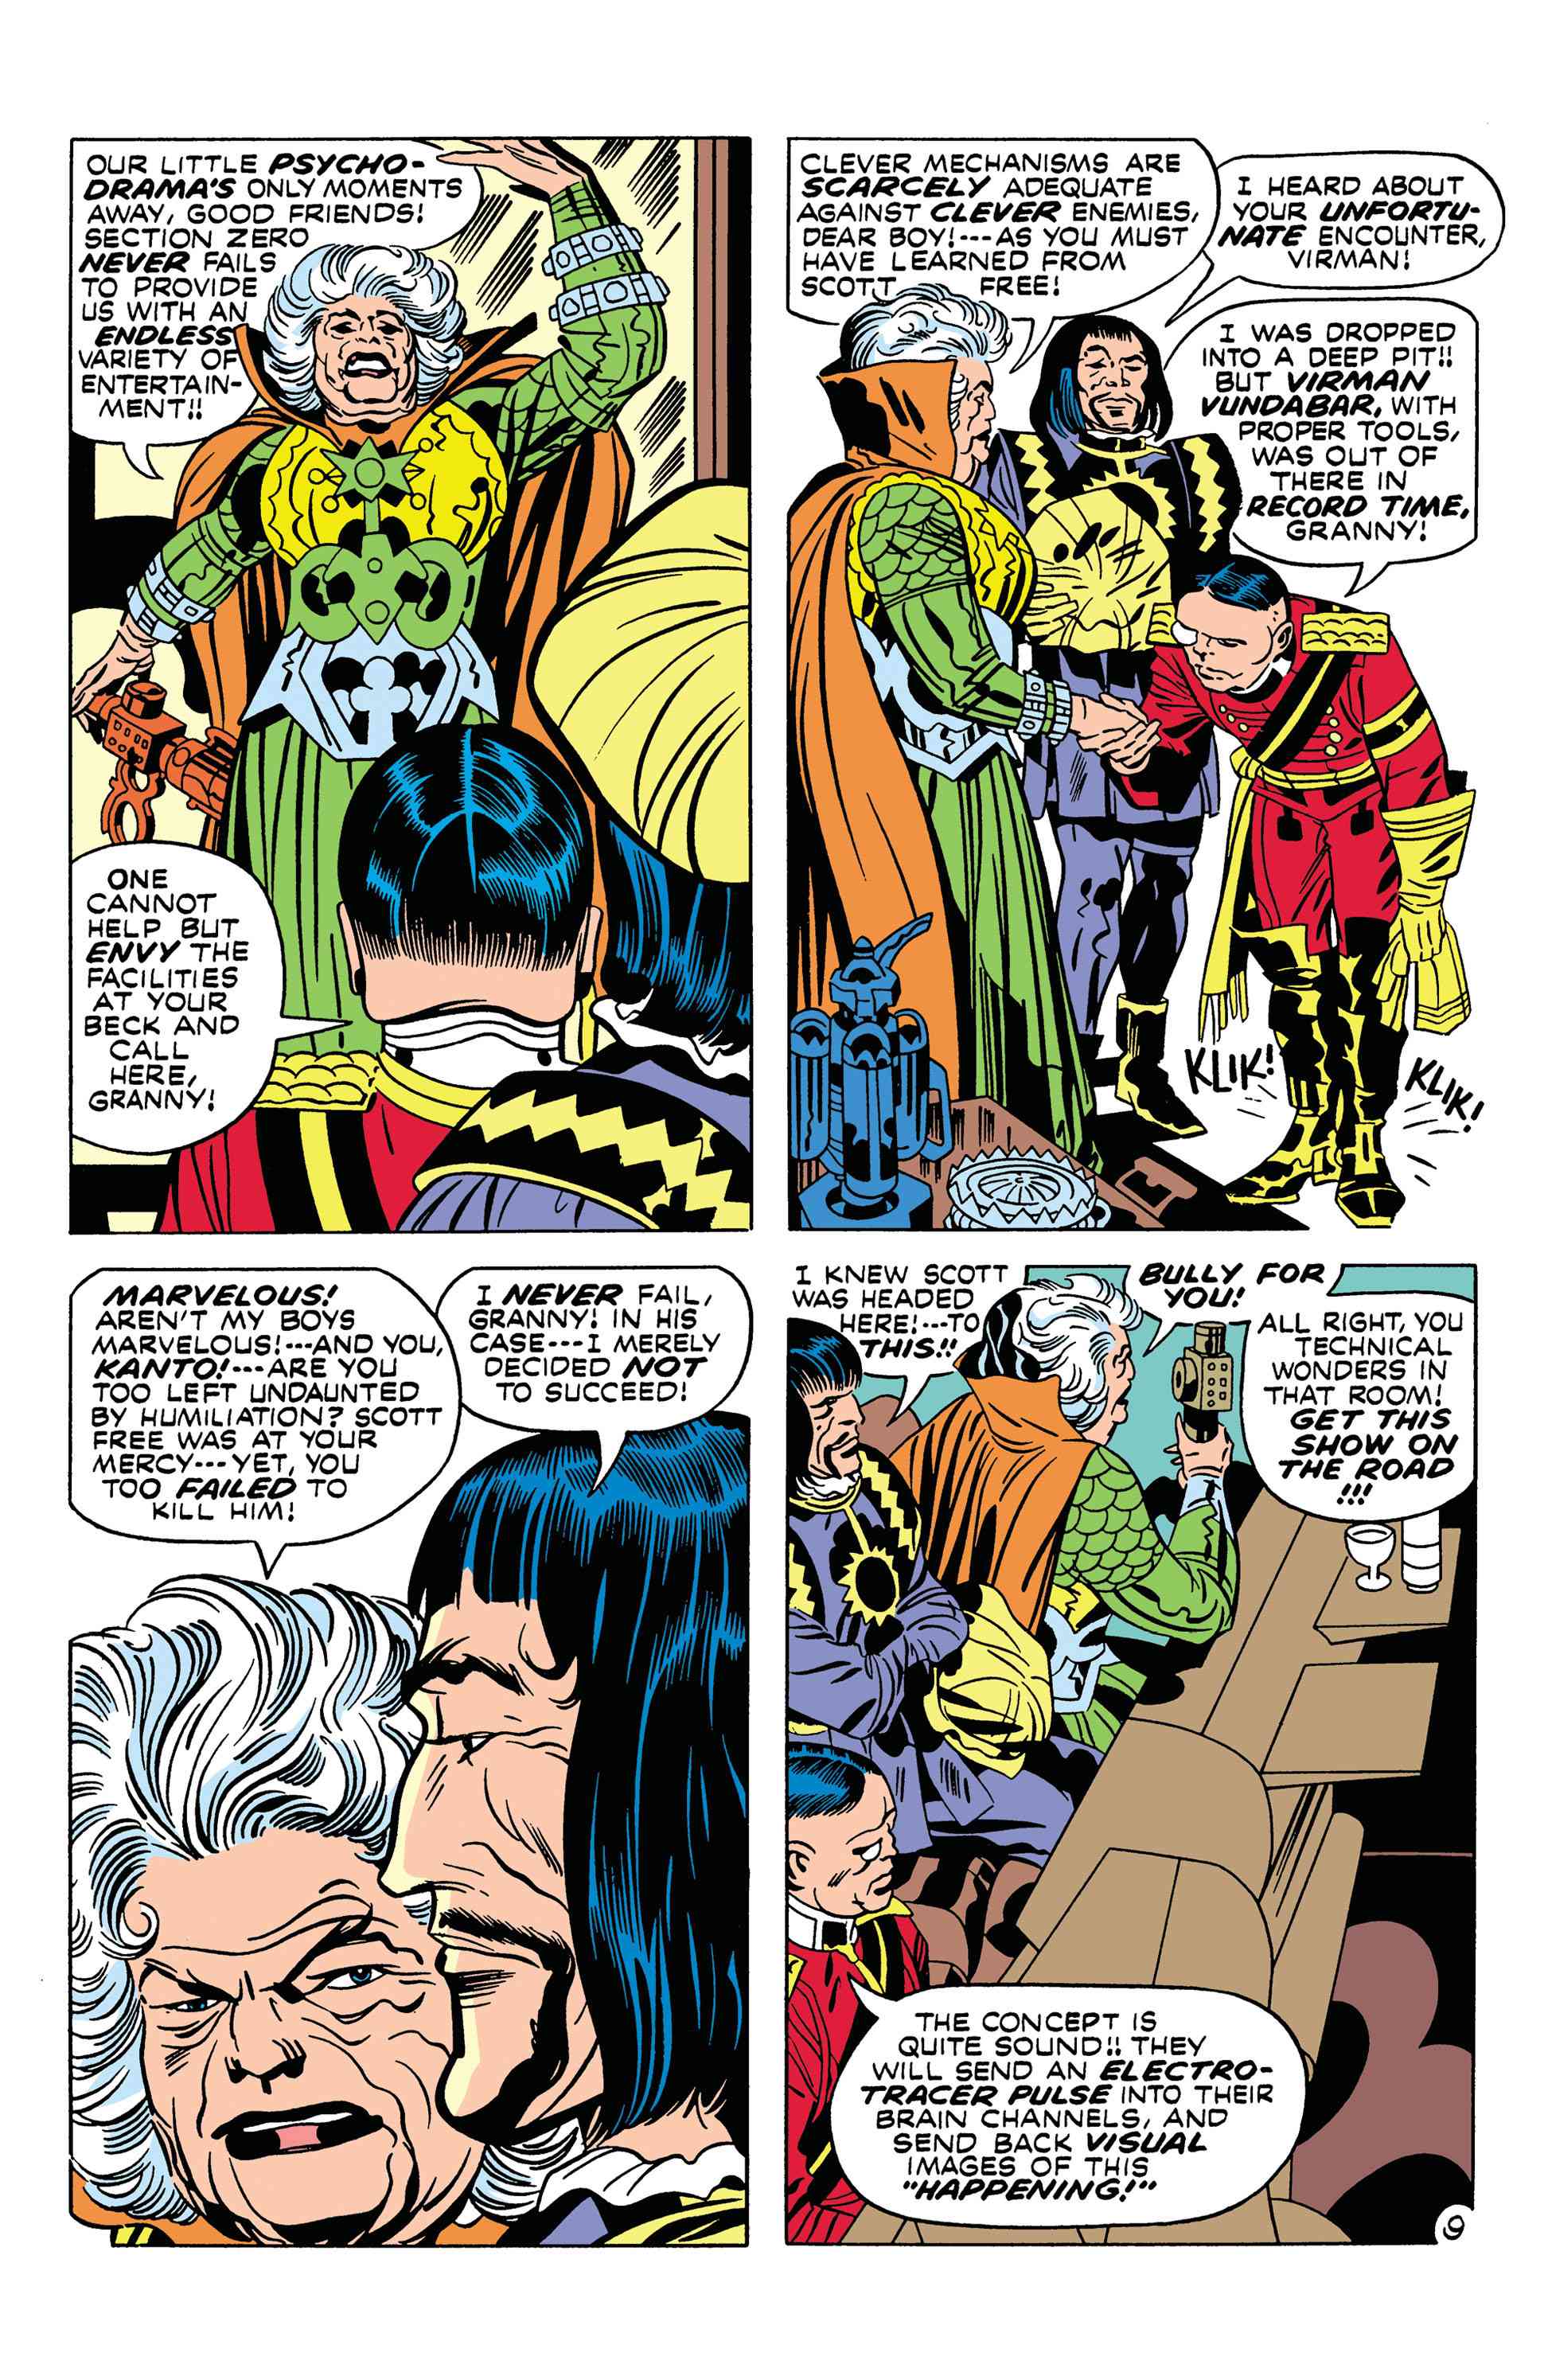 OUR LITTLE PSYCHO-
DRAMA'S ONLY MOMENTS
AWAY, GOOD FRIENDS!
SECTION ZERO
NEVER FAILS
TO PROVIDE
US WITH AN
ENDLESS
VARIETY OF
ENTERTAIN-
MENT!!
ONE
CANNOT
HELP BUT
ENVY THE
FACILITIES
AT YOUR
BECK AND
CALL
HERE,
GRANNY!
CLEVER MECHANISMS ARE
SCARCELY ADEQUATE
AGAINST CLEVER ENEMIES,
DEAR BOY!---AS YOU MUST
HAVE LEARNED FROM
SCOTT FREE!
I HEARD ABOUT
YOUR UNFORTU-
NATE ENCOUNTER,
VIRMAN!
I WAS DROPPED
INTO A DEEP PIT!!
BUT VIRMAN
VUNDABAR, WITH
PROPER TOOLS,
WAS OUT OF
THERE IN
RECORD TIME,
GRANNY!
KLIK!
KLIK!
MARVELOUS!
AREN'T MY BOYS
MARVELOUS!---AND YOU,
KANTO!---ARE YOU
TOO LEFT UNDAUNTED
BY HUMILIATION? SCOTT
FREE WAS AT YOUR
MERCY---YET, YOU
TOO FAILED TO
KILL HIM!
I NEVER FAIL,
GRANNY! IN HIS
CASE---I MERELY
DECIDED NOT
TO SUCCEED!
I KNEW SCOTT
WAS HEADED
HERE!---TO
THIS!!
BULLY FOR
YOU!
ALL RIGHT, YOU
TECHNICAL
WONDERS IN
THAT ROOM!
GET THIS
SHOW ON
THE ROAD
!!!
THE CONCEPT IS
QUITE SOUND!! THEY
WILL SEND AN ELECTRO-
TRACER PULSE INTO THEIR
BRAIN CHANNELS, AND
SEND BACK VISUAL
IMAGES OF THIS
"HAPPENING!"
9